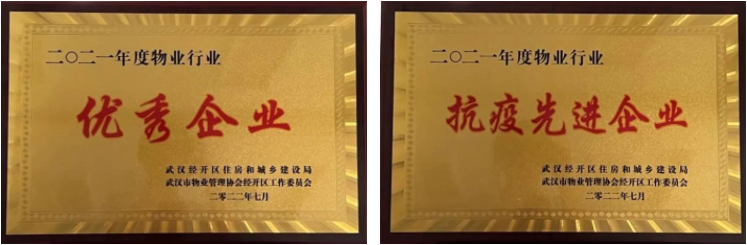 二〇二一年度物业行业
优秀企业
武汉经开区住房和城乡建设局
武汉市物业管理协会经开区工作委员会
二零二二年七月
二〇二一年度物业行业
抗疫先进企业
武汉经开区住房和城乡建设局
武汉市物业管理协会经开区工作委员会
二零二二年七月